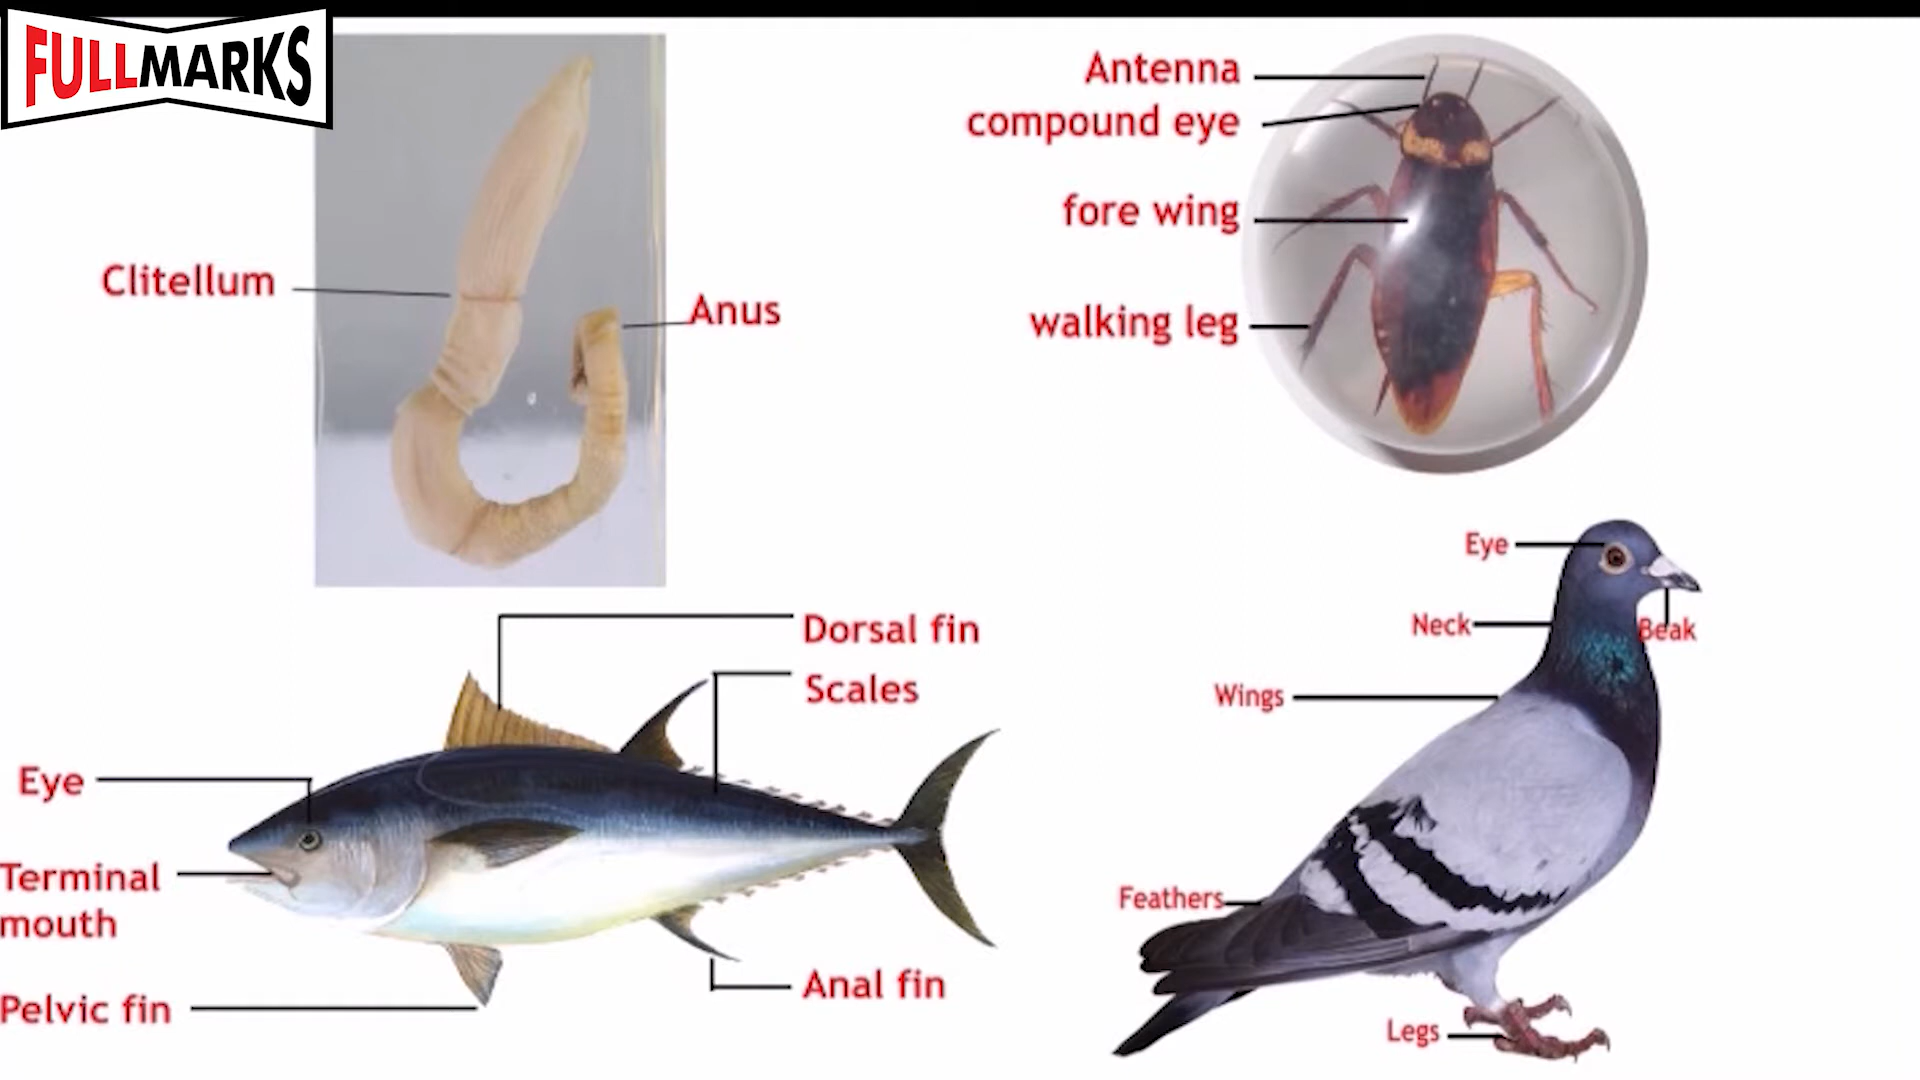 FULLMARKS
Clitellum
Anus
Antenna
compound eye
fore wing
walking leg
Dorsal fin
Scales
Eye
Terminal
mouth
Pelvic fin
Anal fin
Eye
Neck
Beak
Wings
Feathers
Legs